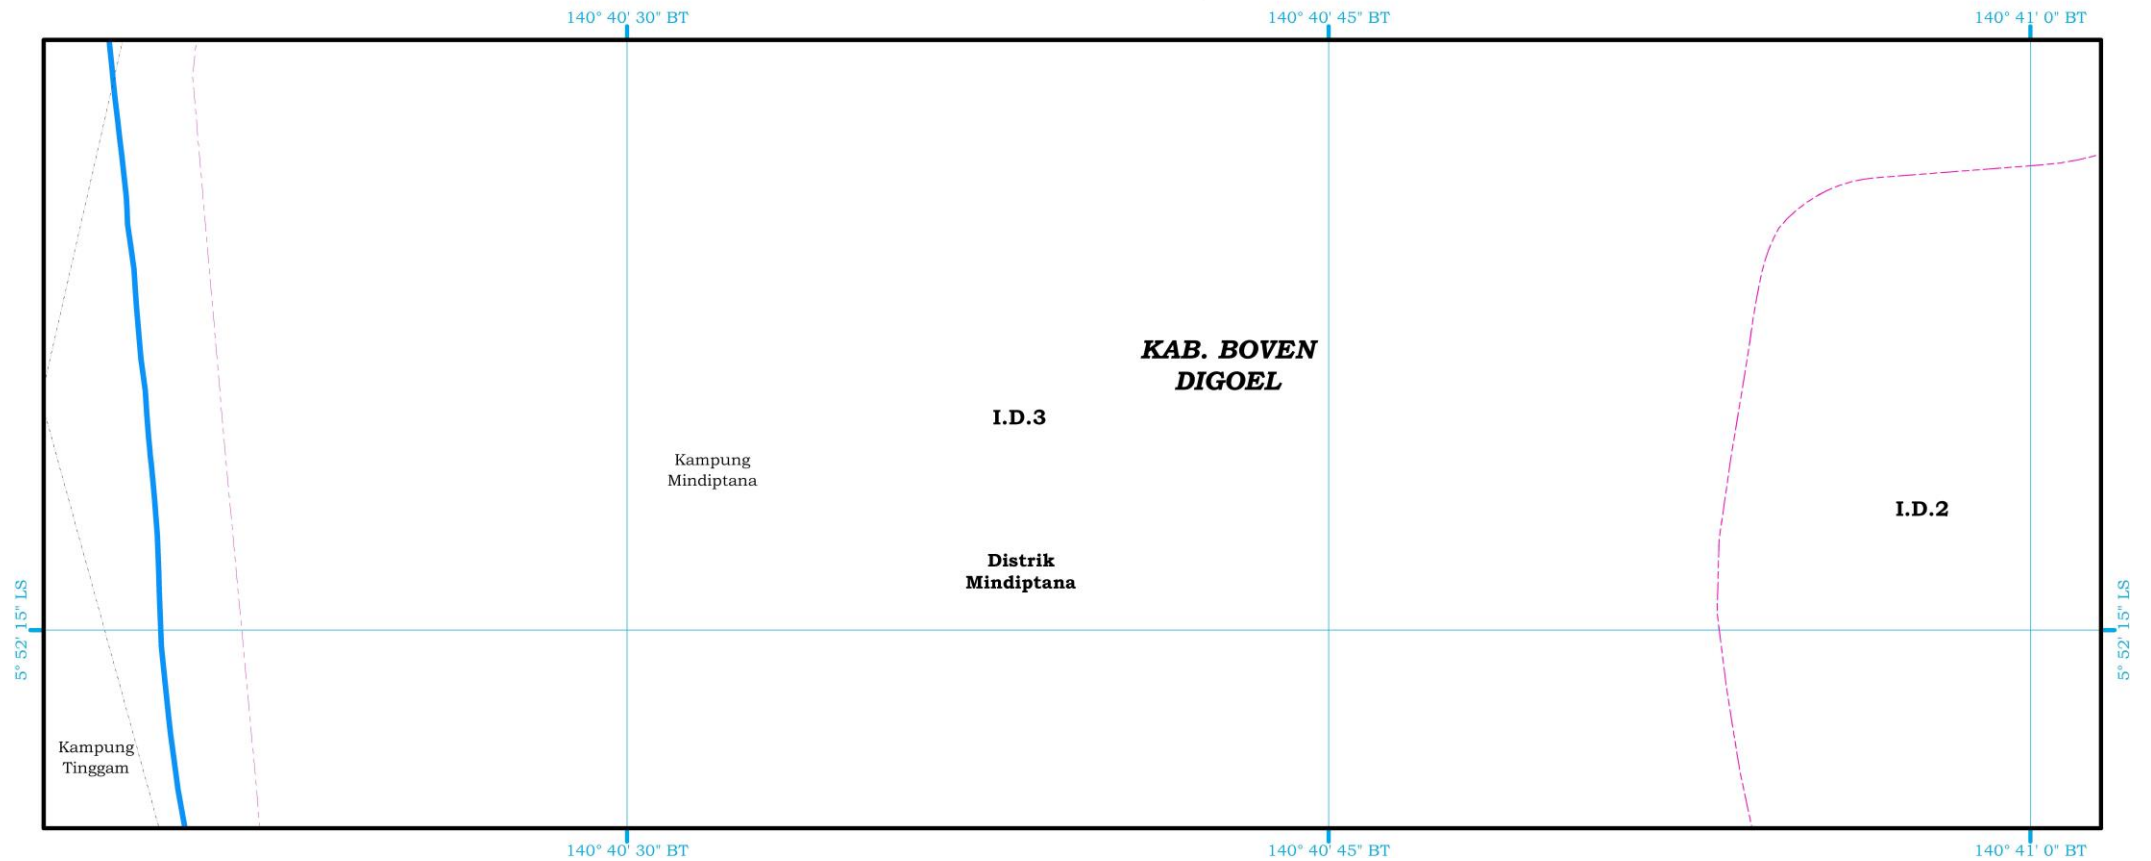 140° 40' 30" BT
140° 40' 45" BT
140° 41' 0" BT
KAB. BOVEN
DIGOEL
I.D.3
Kampung
Mindiptana
I.D.2
Distrik
Mindiptana
5° 52' 15" LS
5° 52' 15" LS
Kampung
Tinggam
140° 40' 30" BT
140° 40' 45" BT
140° 41' 0" BT